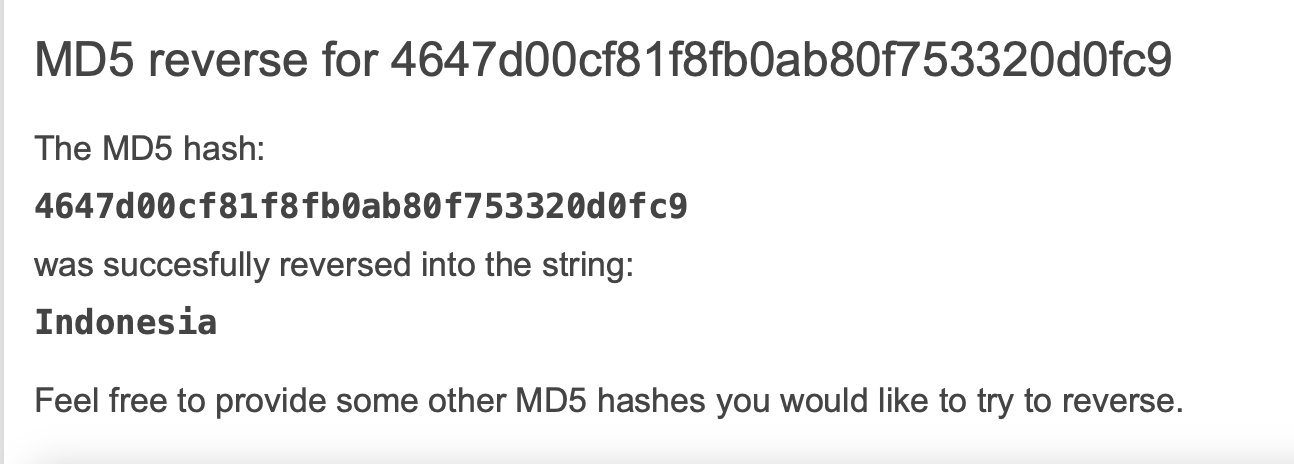 MD5 reverse for 4647d00cf81f8fb0ab80f753320d0fc9
The MD5 hash:
4647d00cf81f8fb0ab80f753320d0fc9
was succesfully reversed into the string:
Indonesia
Feel free to provide some other MD5 hashes you would like to try to reverse.